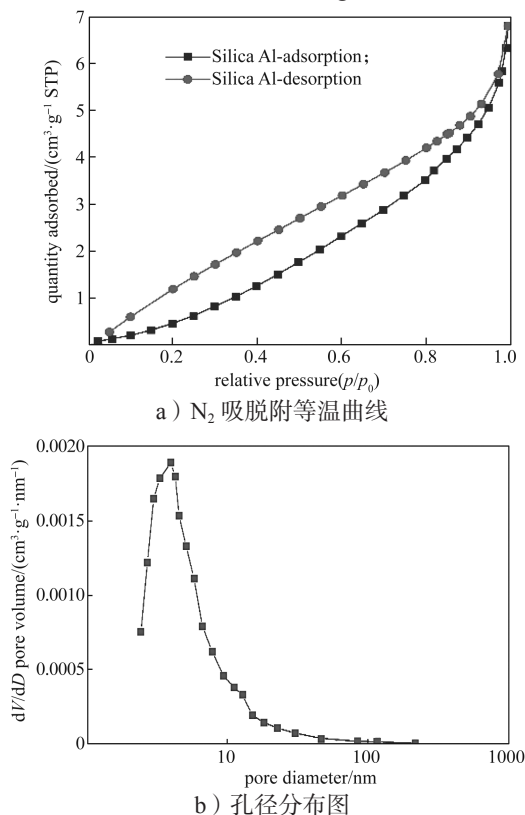 7
Silica Al-adsorption;
Silica Al-desorption
6
5
4
3
2
1
quantity adsorbed/(cm³·g⁻¹ STP)
0 0.2 0.4 0.6 0.8 1.0
relative pressure(p/p₀)
a）N₂ 吸脱附等温曲线
0.0020
0.0015
0.0010
0.0005
0
dV/dD pore volume/(cm³·g⁻¹·nm⁻¹)
10 100 1000
pore diameter/nm
b）孔径分布图